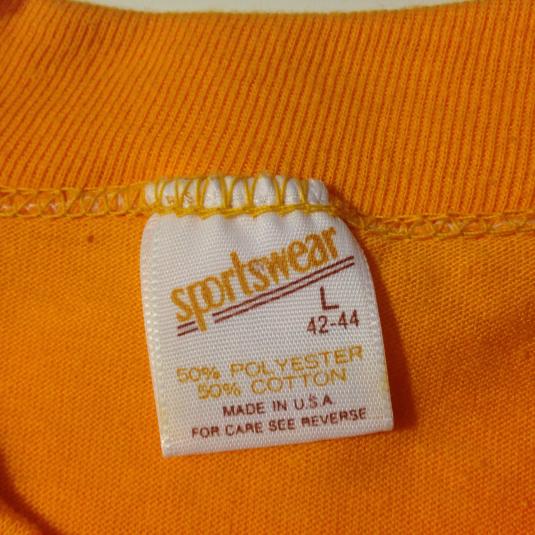 sportswear
L
42-44
50% POLYESTER
50% COTTON
MADE IN U.S.A
FOR CARE SEE REVERSE